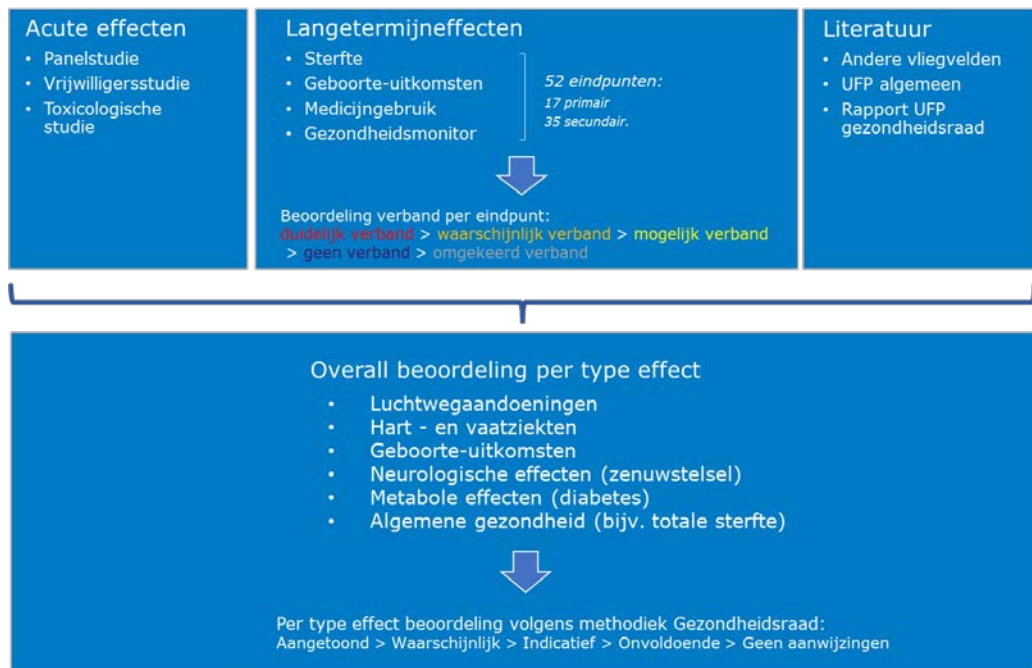 Acute effecten
• Panelstudie
• Vrijwilligersstudie
• Toxicologische
studie
Langetermijneffecten
• Sterfte
• Geboorte-uitkomsten
• Medicijngebruik
• Gezondheidsmonitor
52 eindpunten:
17 primair
35 secundair.
Beoordeling verband per eindpunt:
duidelijk verband > waarschijnlijk verband > mogelijk verband
> geen verband > omgekeerd verband
Literatuur
• Andere vliegvelden
• UFP algemeen
• Rapport UFP
gezondheidsraad
Overall beoordeling per type effect
• Luchtwegaandoeningen
• Hart - en vaatziekten
• Geboorte-uitkomsten
• Neurologische effecten (zenuwstelsel)
• Metabole effecten (diabetes)
• Algemene gezondheid (bijv. totale sterfte)
Per type effect beoordeling volgens methodiek Gezondheidsraad:
Aangetoond > Waarschijnlijk > Indicatief > Onvoldoende > Geen aanwijzingen